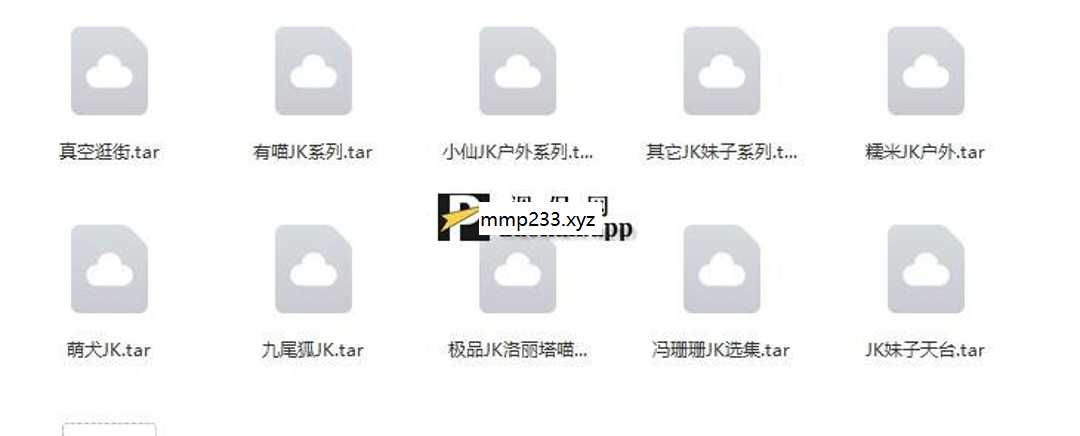 真空逛街.tar
有喵JK系列.tar
小仙JK户外系列.t...
其它JK妹子系列.t...
糯米JK户外.tar
mmp233.xyz
萌犬JK.tar
九尾狐JK.tar
极品JK洛丽塔喵...
冯珊珊JK选集.tar
JK妹子天台.tar